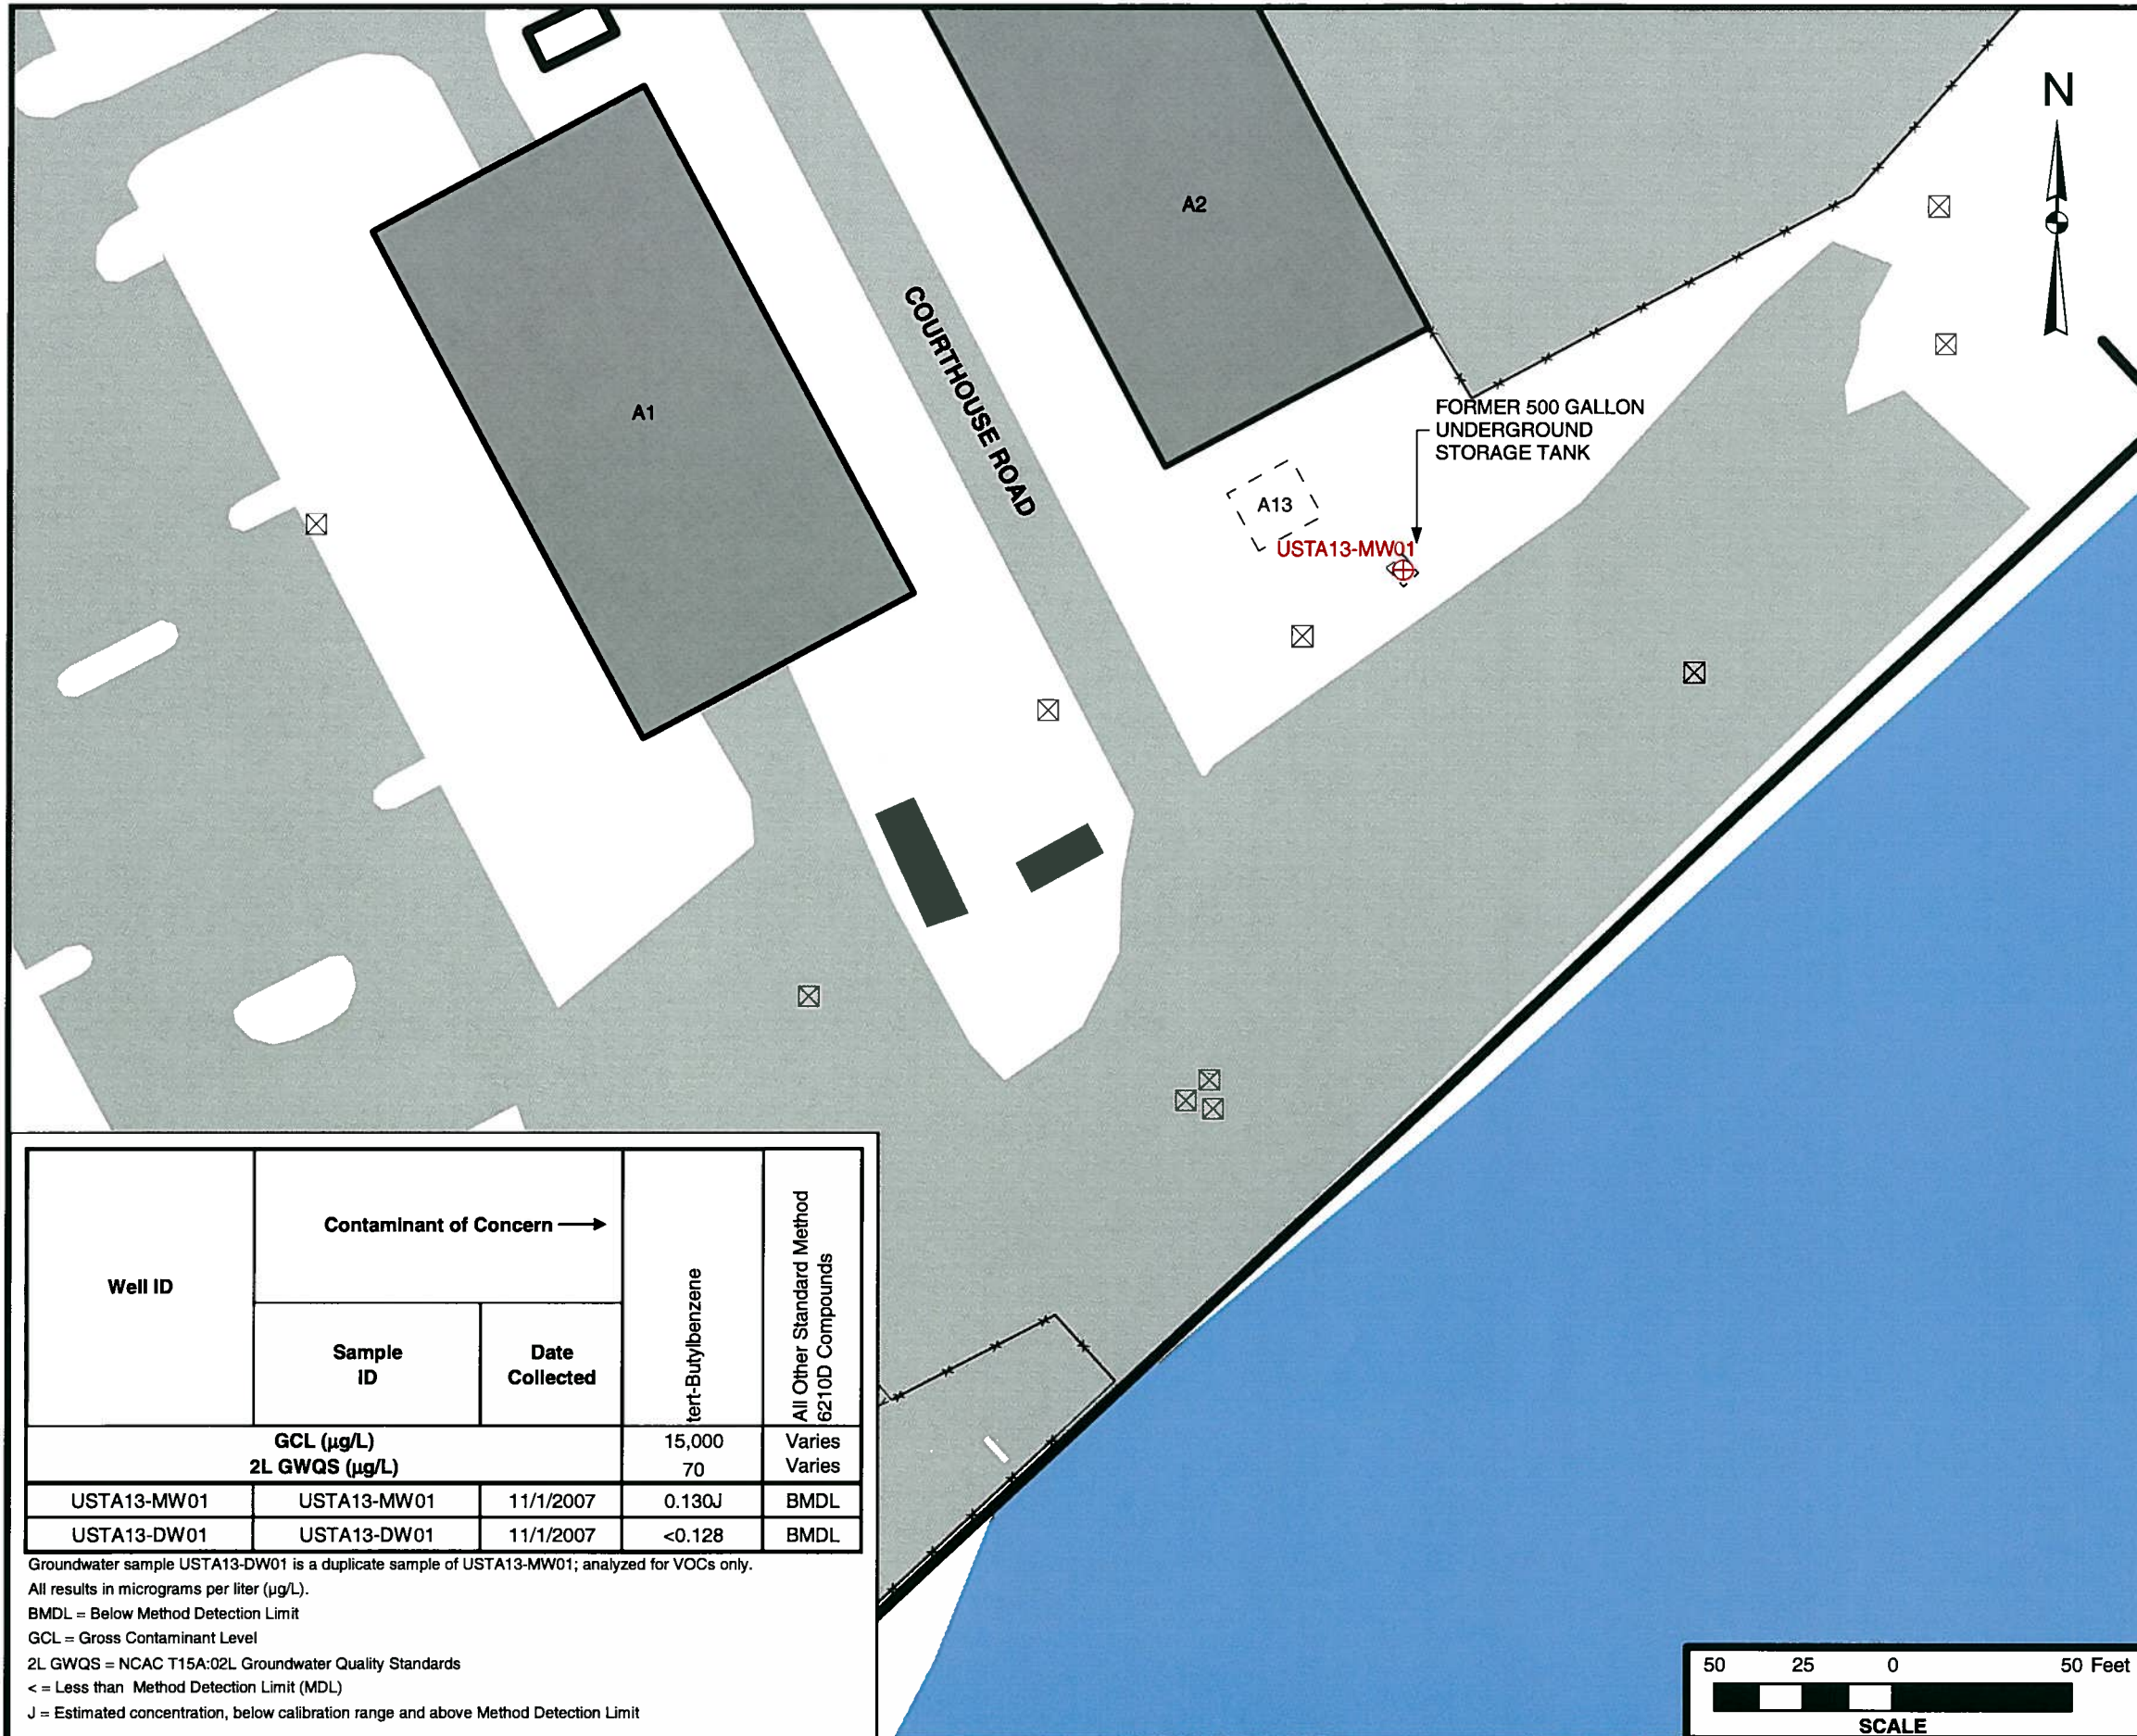 N
A2
A1
COURTHOUSE ROAD
FORMER 500 GALLON
UNDERGROUND
STORAGE TANK
A13
USTA13-MW01
Well ID
Contaminant of Concern
Sample
ID
Date
Collected
tert-Butylbenzene
All Other Standard Method
6210D Compounds
GCL (µg/L) 15,000 Varies
2L GWQS (µg/L) 70 Varies
USTA13-MW01 USTA13-MW01 11/1/2007 0.130J BMDL
USTA13-DW01 USTA13-DW01 11/1/2007 <0.128 BMDL
Groundwater sample USTA13-DW01 is a duplicate sample of USTA13-MW01; analyzed for VOCs only.
All results in micrograms per liter (µg/L).
BMDL = Below Method Detection Limit
GCL = Gross Contaminant Level
2L GWQS = NCAC T15A:02L Groundwater Quality Standards
< = Less than Method Detection Limit (MDL)
J = Estimated concentration, below calibration range and above Method Detection Limit
50 25 0 50 Feet
SCALE